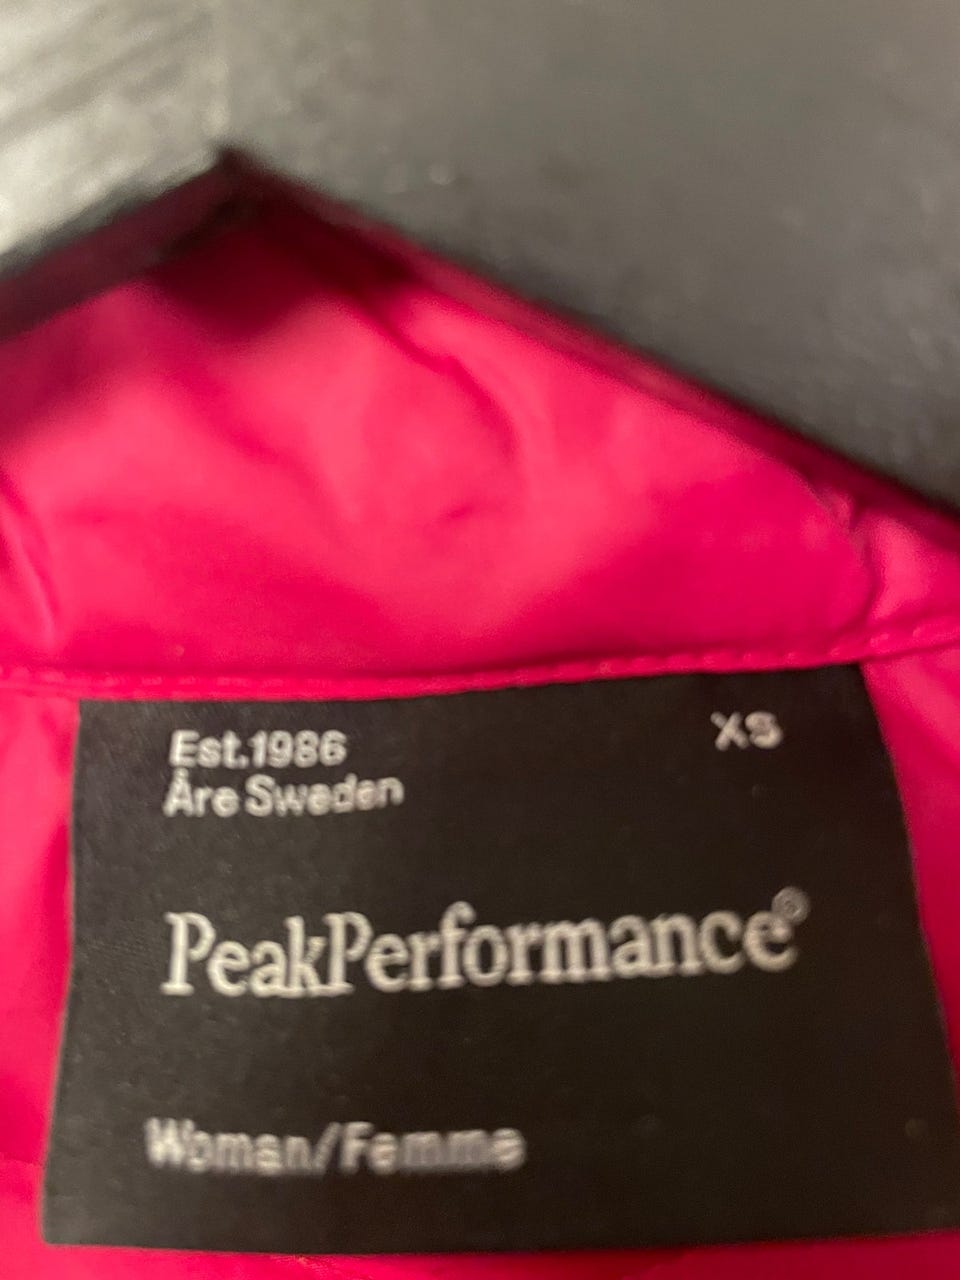 Est.1986
XS
Åre Sweden
PeakPerformance®
Woman/Femme